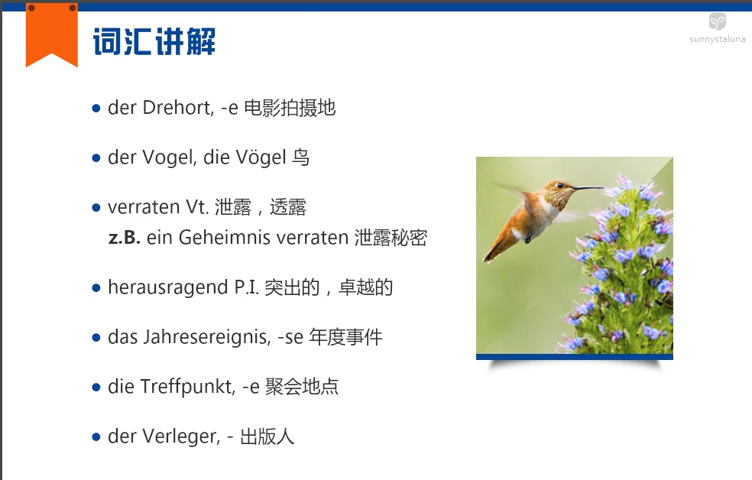 词汇讲解
sunnystaluna
der Drehort, -e 电影拍摄地
der Vogel, die Vögel 鸟
verraten Vt. 泄露，透露
z.B. ein Geheimnis verraten 泄露秘密
herausragend P.I. 突出的，卓越的
das Jahresereignis, -se 年度事件
die Treffpunkt, -e 聚会地点
der Verleger, - 出版人